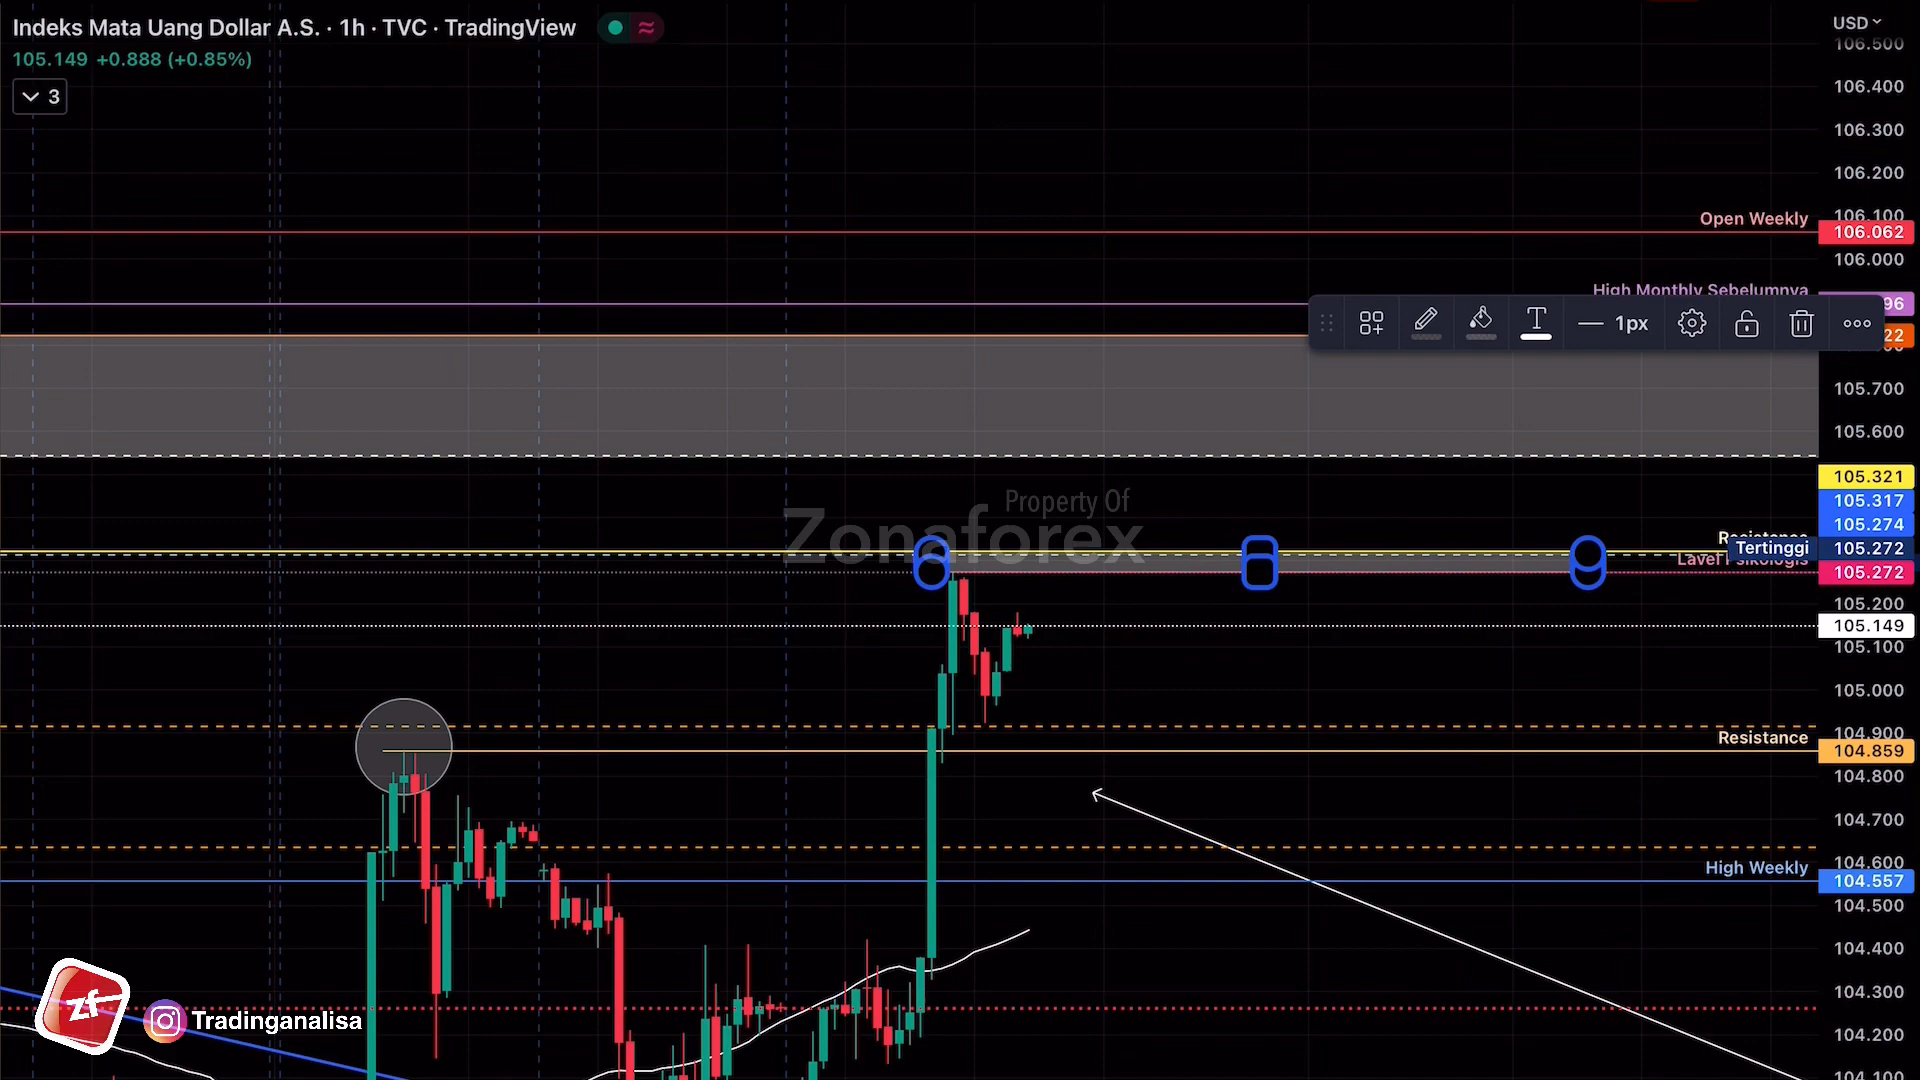 Indeks Mata Uang Dollar A.S. · 1h · TVC · TradingView
105.149 +0.888 (+0.85%)
3
USD
106.500
106.400
106.300
106.200
106.100
Open Weekly
106.062
106.000
High Monthly Sebelumnya
96
1px
22
105.700
105.600
105.321
105.317
Property Of
Zonaforex
105.274
Resistance
Tertinggi
105.272
Lavel Psikologis
105.272
105.200
105.149
105.100
105.000
104.900
Resistance
104.859
104.800
104.700
104.600
High Weekly
104.557
104.500
104.400
104.300
zf
Tradinganalisa
104.200
104.100